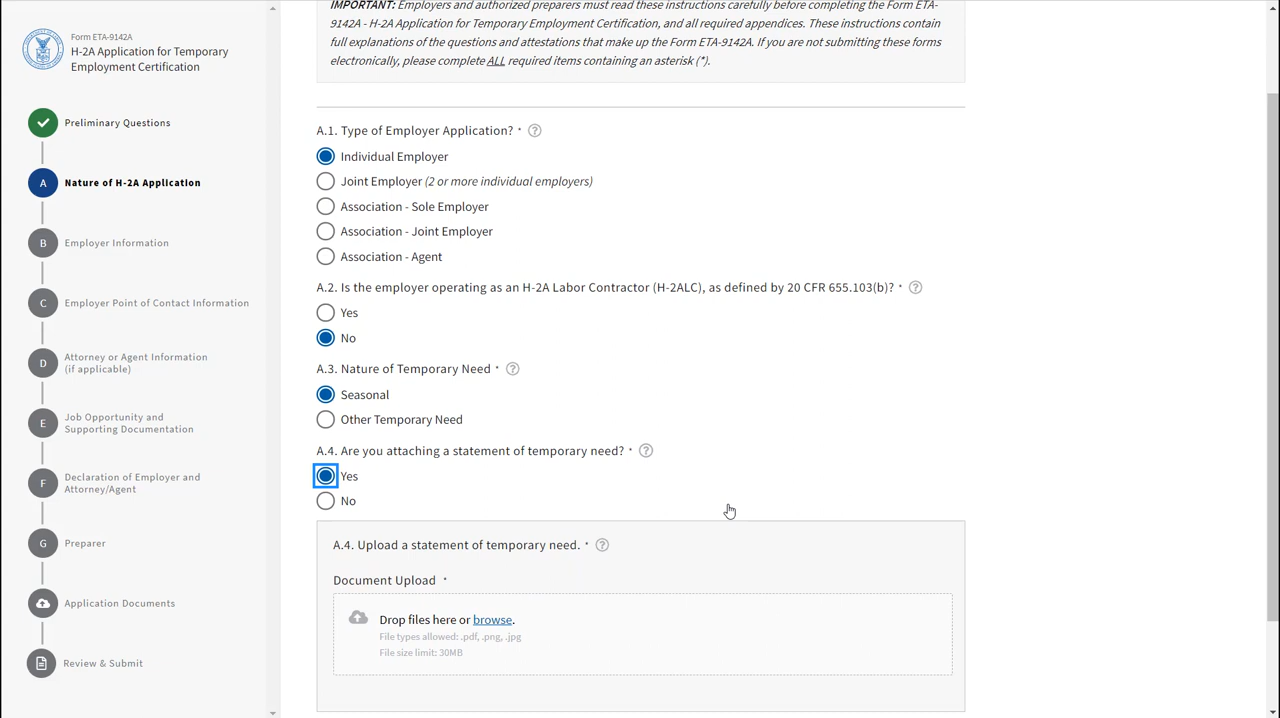 IMPORTANT: Employers and authorized preparers must read these instructions carefully before completing the Form ETA-
9142A - H-2A Application for Temporary Employment Certification, and all required appendices. These instructions contain
full explanations of the questions and attestations that make up the Form ETA-9142A. If you are not submitting these forms
electronically, please complete ALL required items containing an asterisk (*).
Form ETA-9142A
H-2A Application for Temporary
Employment Certification
Preliminary Questions
A Nature of H-2A Application
B Employer Information
C Employer Point of Contact Information
D Attorney or Agent Information
(if applicable)
E Job Opportunity and
Supporting Documentation
F Declaration of Employer and
Attorney/Agent
G Preparer
Application Documents
Review & Submit
A.1. Type of Employer Application? * ?
Individual Employer
Joint Employer (2 or more individual employers)
Association - Sole Employer
Association - Joint Employer
Association - Agent
A.2. Is the employer operating as an H-2A Labor Contractor (H-2ALC), as defined by 20 CFR 655.103(b)? * ?
Yes
No
A.3. Nature of Temporary Need * ?
Seasonal
Other Temporary Need
A.4. Are you attaching a statement of temporary need? * ?
Yes
No
A.4. Upload a statement of temporary need. * ?
Document Upload *
Drop files here or browse.
File types allowed: .pdf, .png, .jpg
File size limit: 30MB